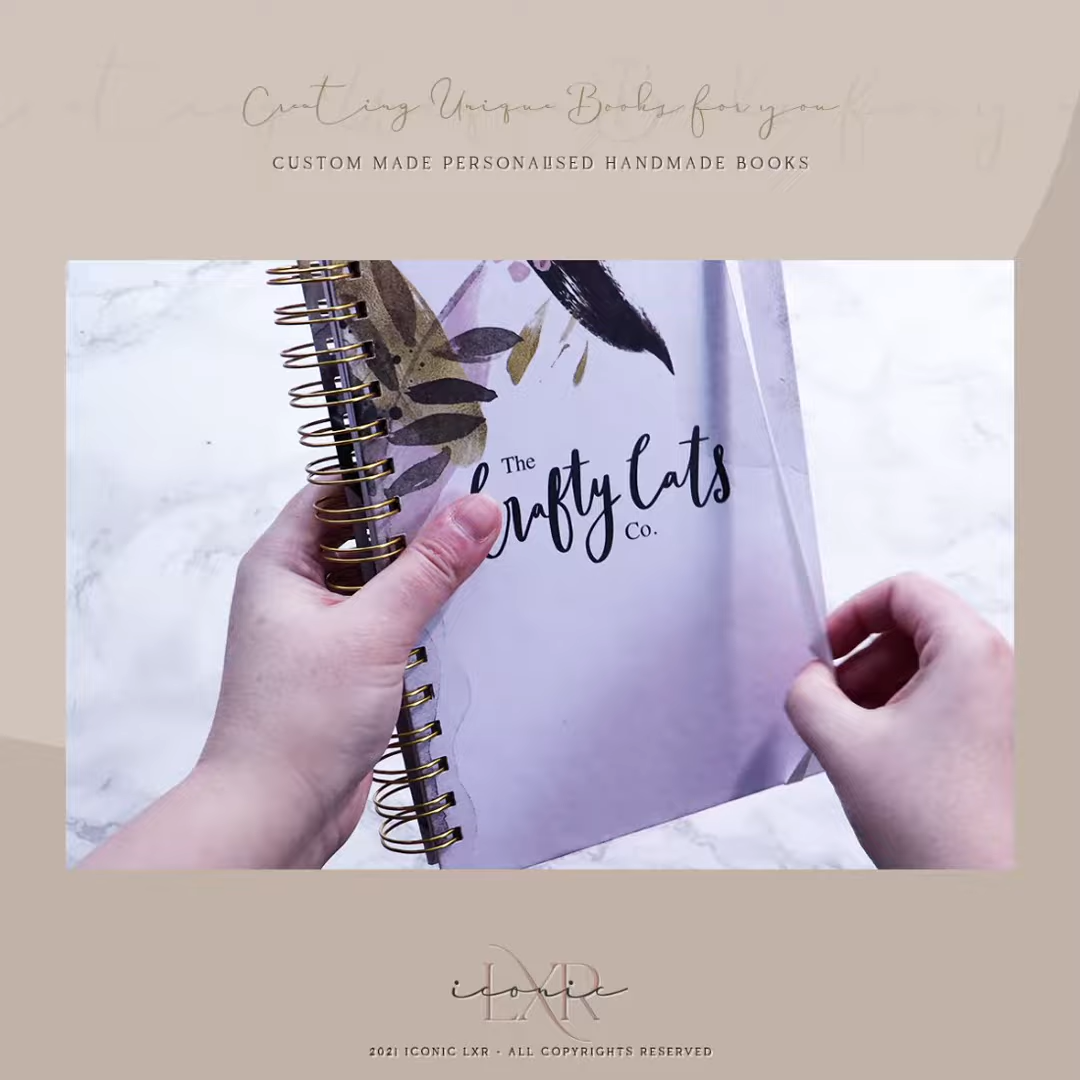 Creating Unique Books for you
CUSTOM MADE PERSONALISED HANDMADE BOOKS
The
Crafty Cats
Co.
iconic
LXR
2021 ICONIC LXR - ALL COPYRIGHTS RESERVED